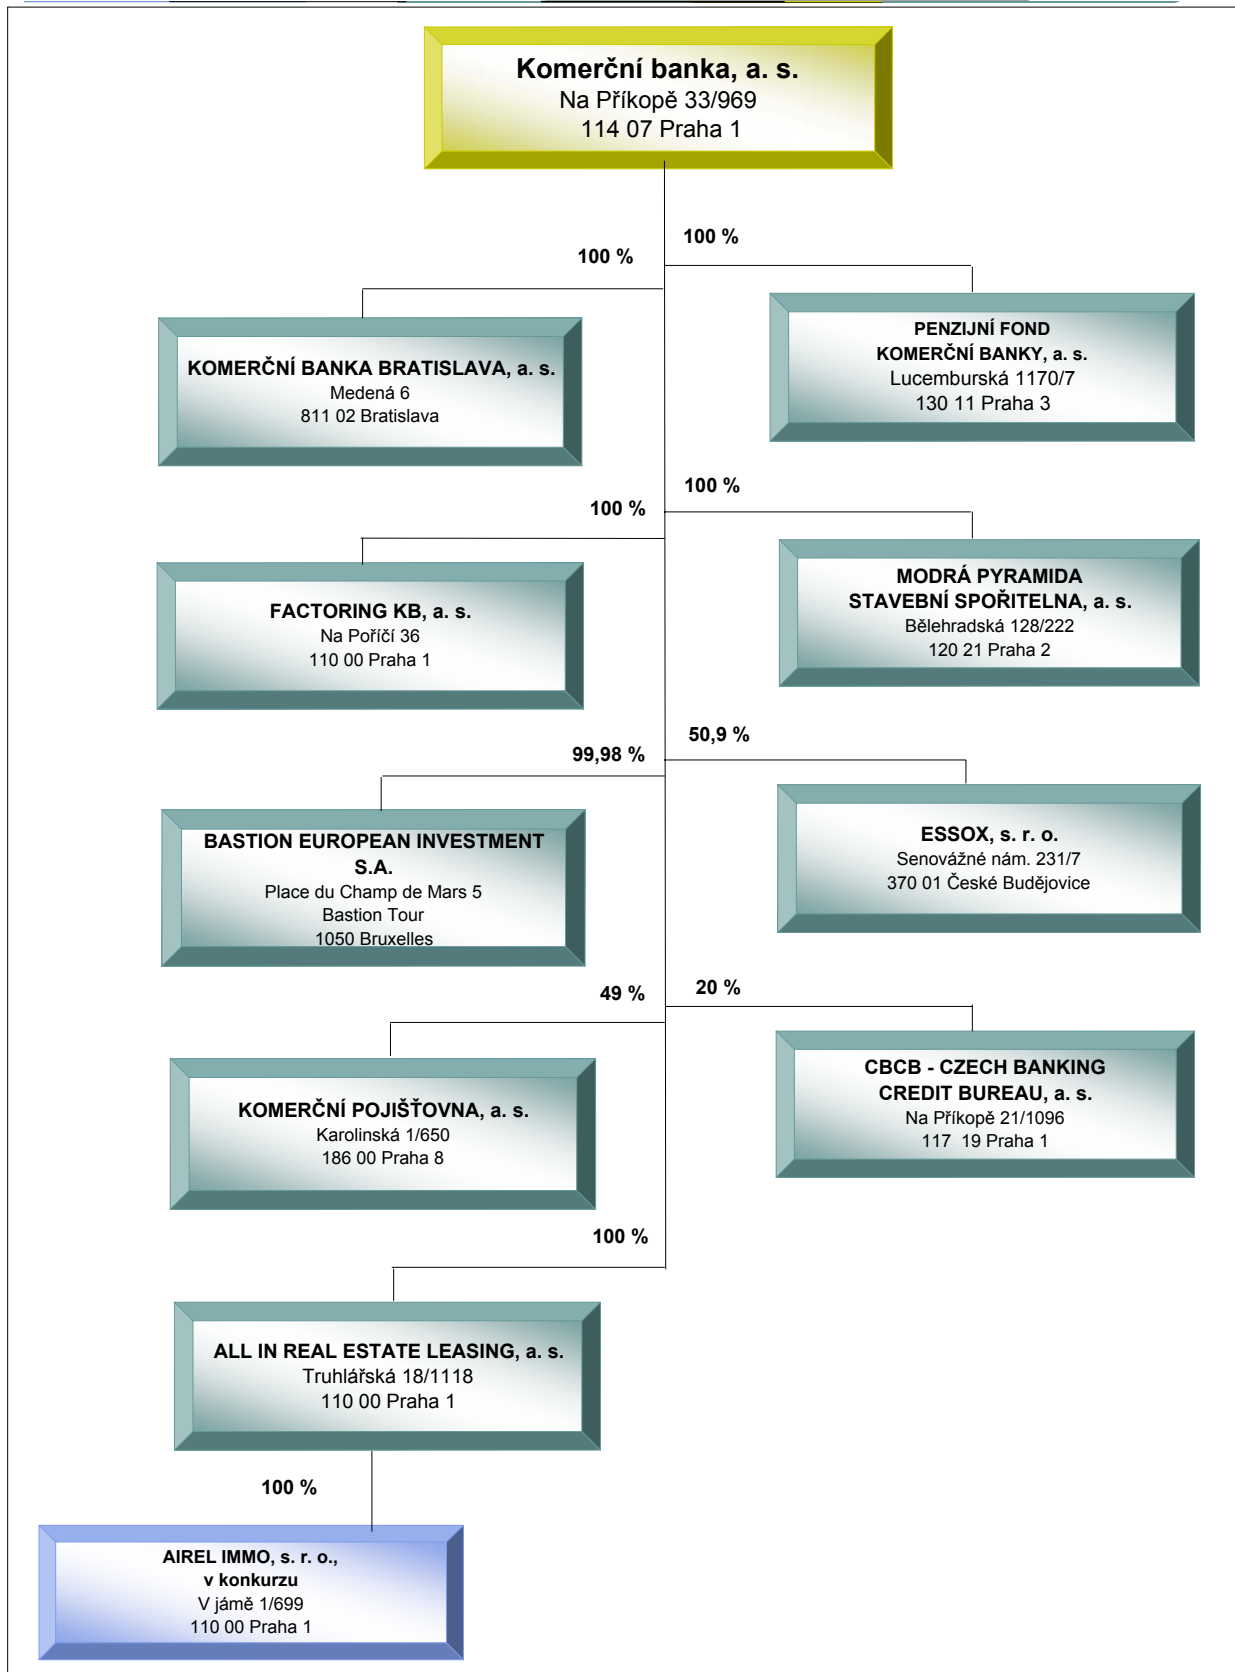 Komerční banka, a. s.
Na Příkopě 33/969
114 07 Praha 1
100 %
100 %
KOMERČNÍ BANKA BRATISLAVA, a. s.
Medená 6
811 02 Bratislava
PENZIJNÍ FOND
KOMERČNÍ BANKY, a. s.
Lucemburská 1170/7
130 11 Praha 3
100 %
100 %
FACTORING KB, a. s.
Na Poříčí 36
110 00 Praha 1
MODRÁ PYRAMIDA
STAVEBNÍ SPOŘITELNA, a. s.
Bělehradská 128/222
120 21 Praha 2
99,98 %
50,9 %
BASTION EUROPEAN INVESTMENT
S.A.
Place du Champ de Mars 5
Bastion Tour
1050 Bruxelles
ESSOX, s. r. o.
Senovážné nám. 231/7
370 01 České Budějovice
49 %
20 %
KOMERČNÍ POJIŠŤOVNA, a. s.
Karolinská 1/650
186 00 Praha 8
CBCB - CZECH BANKING
CREDIT BUREAU, a. s.
Na Příkopě 21/1096
117  19 Praha 1
100 %
ALL IN REAL ESTATE LEASING, a. s.
Truhlářská 18/1118
110 00 Praha 1
100 %
AIREL IMMO, s. r. o.,
v konkurzu
V jámě 1/699
110 00 Praha 1